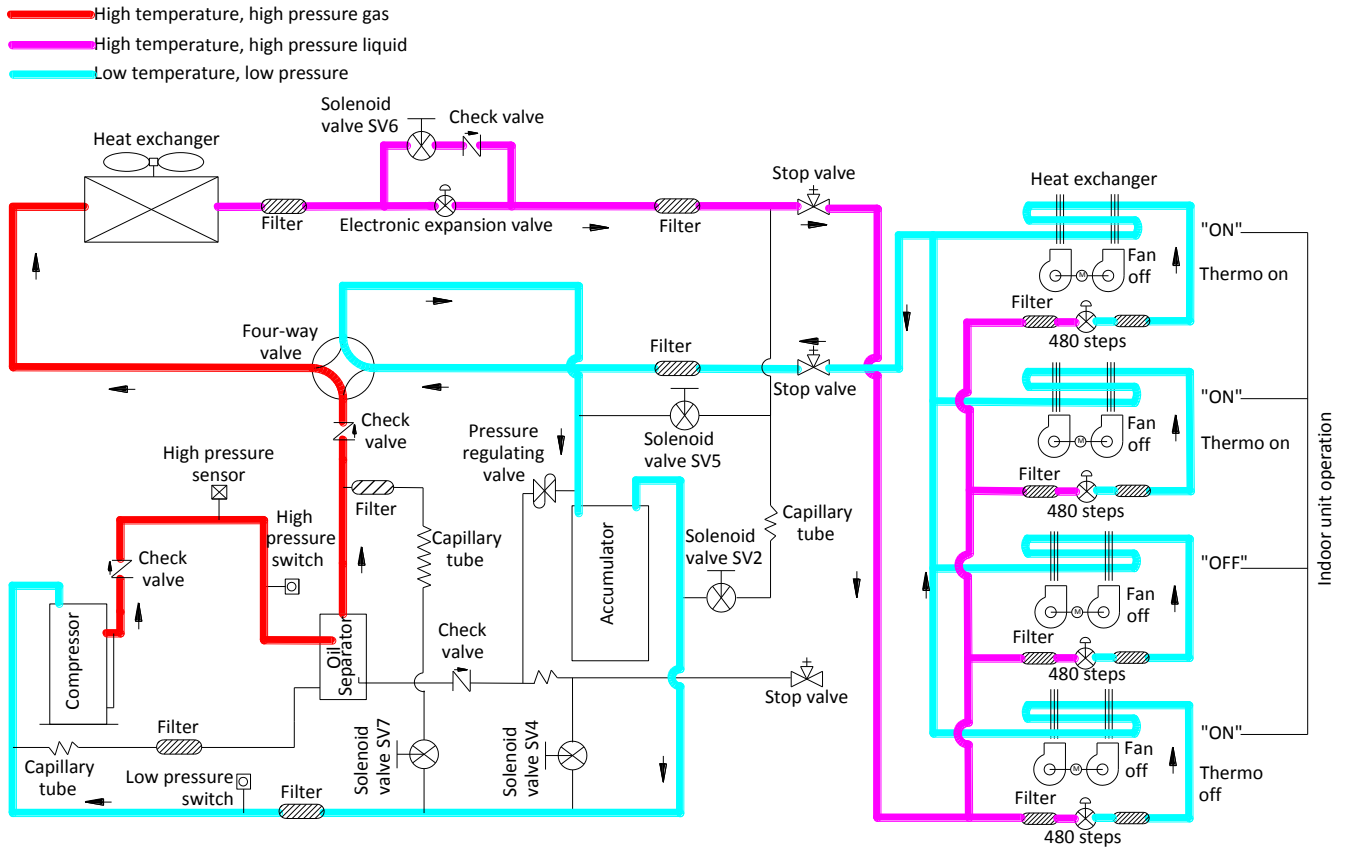 High temperature, high pressure gas
High temperature, high pressure liquid
Low temperature, low pressure
Solenoid
valve SV6
Check valve
Heat exchanger
Filter
Electronic expansion valve
Filter
Stop valve
Heat exchanger
"ON"
Fan
off
Thermo on
Filter
480 steps
Four-way
valve
Filter
Stop valve
"ON"
Fan
off
Thermo on
Filter
480 steps
Check
valve
Pressure
regulating
valve
Solenoid
valve SV5
High pressure
sensor
High
pressure
switch
Filter
Capillary
tube
Check
valve
Solenoid
valve SV2
Capillary
tube
Accumulator
Compressor
Oil
Separator
Check
valve
Stop valve
"OFF"
Fan
off
Filter
480 steps
Indoor unit operation
Filter
Capillary
tube
Low pressure
switch
Filter
Solenoid
valve SV7
Solenoid
valve SV4
"ON"
Fan
off
Thermo
off
Filter
480 steps
M
M
M
M